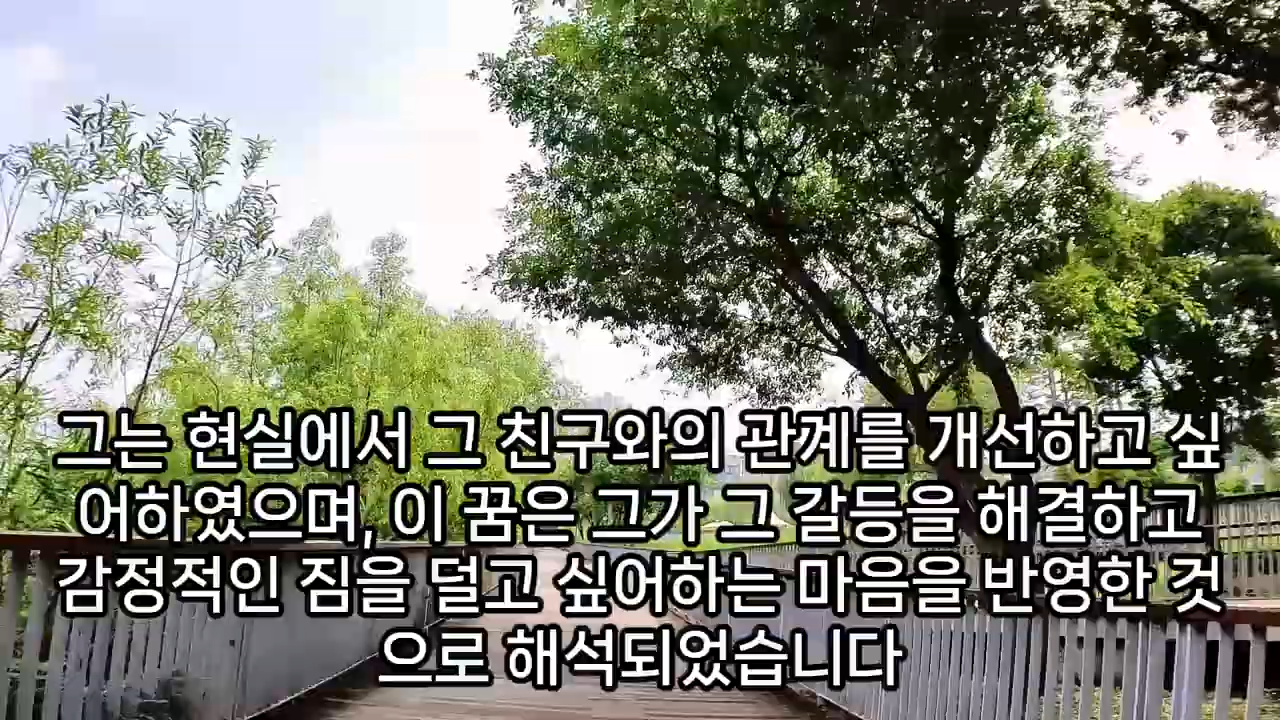 그는 현실에서 그 친구와의 관계를 개선하고 싶
어하였으며, 이 꿈은 그가 그 갈등을 해결하고
감정적인 짐을 덜고 싶어하는 마음을 반영한 것
으로 해석되었습니다